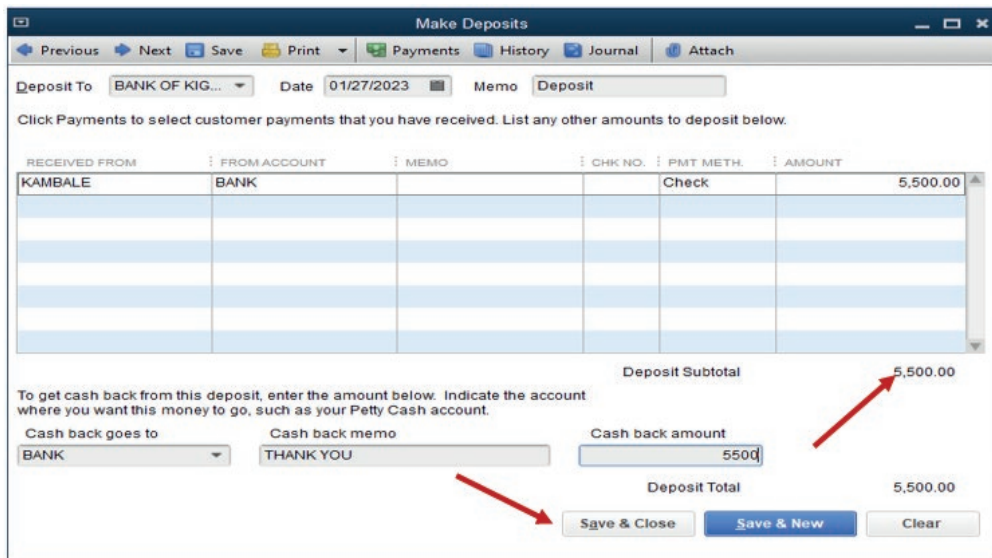 Make Deposits
Previous Next Save Print Payments History Journal Attach
Deposit To BANK OF KIG... Date 01/27/2023 Memo Deposit
Click Payments to select customer payments that you have received. List any other amounts to deposit below.
RECEIVED FROM FROM ACCOUNT MEMO CHK NO. PMT METH. AMOUNT
KAMBALE BANK Check 5,500.00
Deposit Subtotal 5,500.00
To get cash back from this deposit, enter the amount below. Indicate the account
where you want this money to go, such as your Petty Cash account.
Cash back goes to Cash back memo Cash back amount
BANK THANK YOU 5500
Deposit Total 5,500.00
Save & Close Save & New Clear